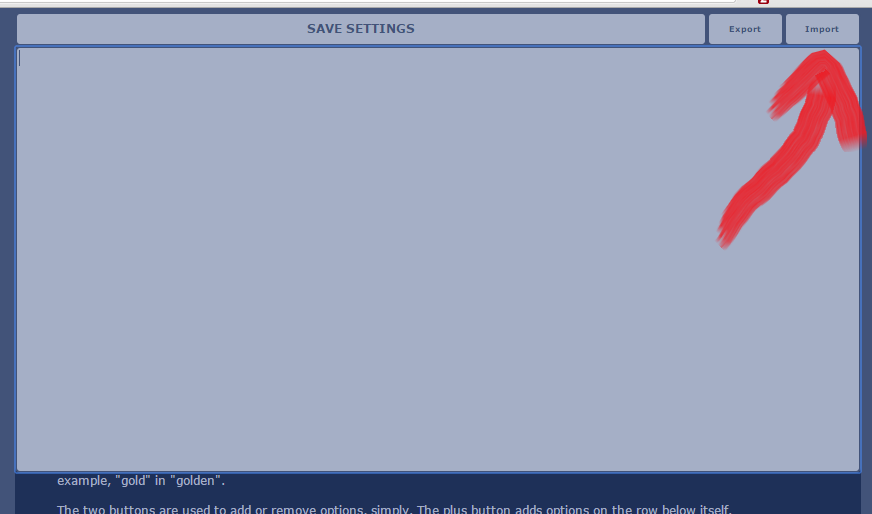 SAVE SETTINGS Export Import
example, "gold" in "golden".
The two buttons are used to add or remove options, simply. The plus button adds options on the row below itself.